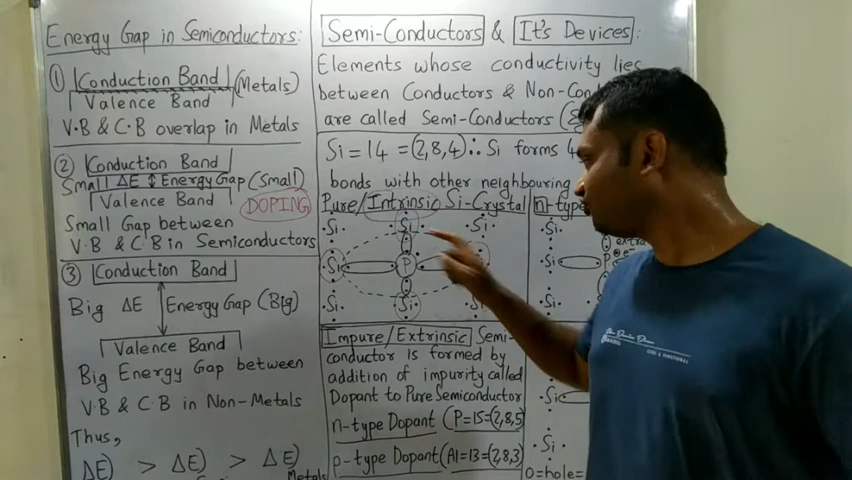 Energy Gap in Semiconductors:
① Conduction Band (Metals)
Valence Band
V.B & C.B overlap in Metals
② Conduction Band
Small ΔE ↕ Energy Gap (Small)
Valence Band
DOPING
Small Gap between
V.B & C.B in Semiconductors
③ Conduction Band
Big ΔE Energy Gap (Big)
Valence Band
Big Energy Gap between
V.B & C.B in Non-Metals
Thus,
ΔE) > ΔE) > ΔE)
Metals
Semi-Conductors & It's Devices:
Elements whose conductivity lies
between Conductors & Non-Con
are called Semi-Conductors
Si = 14 = (2,8,4) ∴ Si forms 4
bonds with other neighbouring
Pure/Intrinsic Si-Crystal
Si Si Si
Si P
Si Si
Impure/Extrinsic Semi-
conductor is formed by
addition of impurity called
Dopant to Pure Semiconductor
n-type Dopant (P=15=(2,8,5)
p-type Dopant (Al=13=(2,8,3)
n-type
Si
extra
Si P
Si
Si
Si
O=hole=